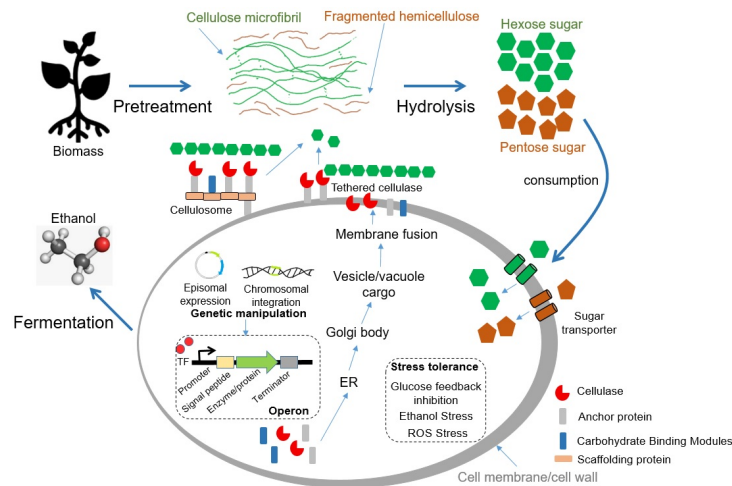 Cellulose microfibril
Fragmented hemicellulose
Hexose sugar
Pretreatment
Hydrolysis
Biomass
Pentose sugar
consumption
Tethered cellulase
Cellulosome
Ethanol
Membrane fusion
Episomal
expression
Chromosomal
integration
Genetic manipulation
Vesicle/vacuole
cargo
Sugar
transporter
Fermentation
Golgi body
TF
Promoter
Signal peptide
Enzyme/protein
Terminator
Operon
ER
Stress tolerance
Glucose feedback
inhibition
Ethanol Stress
ROS Stress
Cellulase
Anchor protein
Carbohydrate Binding Modules
Scaffolding protein
Cell membrane/cell wall